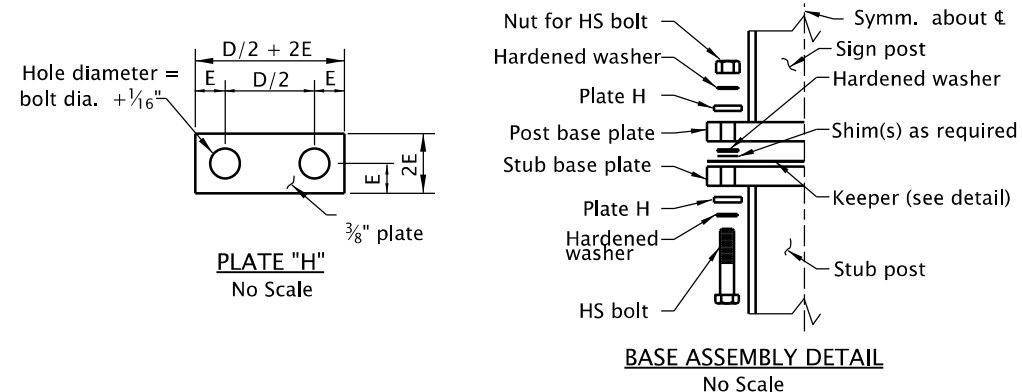 D/2 + 2E
E
D/2
E
Hole diameter =
bolt dia. +1/16"
E
2E
3/8" plate
PLATE "H"
No Scale
Nut for HS bolt
Hardened washer
Plate H
Post base plate
Stub base plate
Plate H
Hardened
washer
HS bolt
Symm. about ℄
Sign post
Hardened washer
Shim(s) as required
Keeper (see detail)
Stub post
BASE ASSEMBLY DETAIL
No Scale